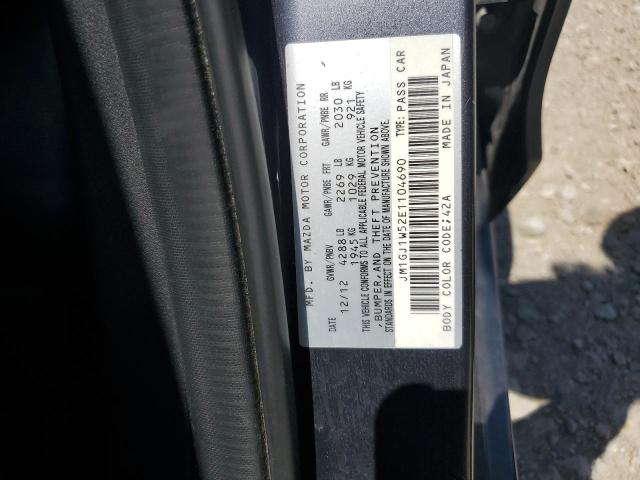 MFD. BY MAZDA MOTOR CORPORATION
DATE GVWR/PNBV GAWR/PNBE FRT GAWR/PNBE RR
12/12 4288 LB 2269 LB 2030 LB
1945 KG 1029 KG 921 KG
THIS VEHICLE CONFORMS TO ALL APPLICABLE FEDERAL MOTOR VEHICLE SAFETY
,BUMPER,AND THEFT PREVENTION
STANDARDS IN EFFECT ON THE DATE OF MANUFACTURE SHOWN ABOVE.
JM1GJ1W52E1104690 TYPE: PASS CAR
BODY COLOR CODE:42A MADE IN JAPAN